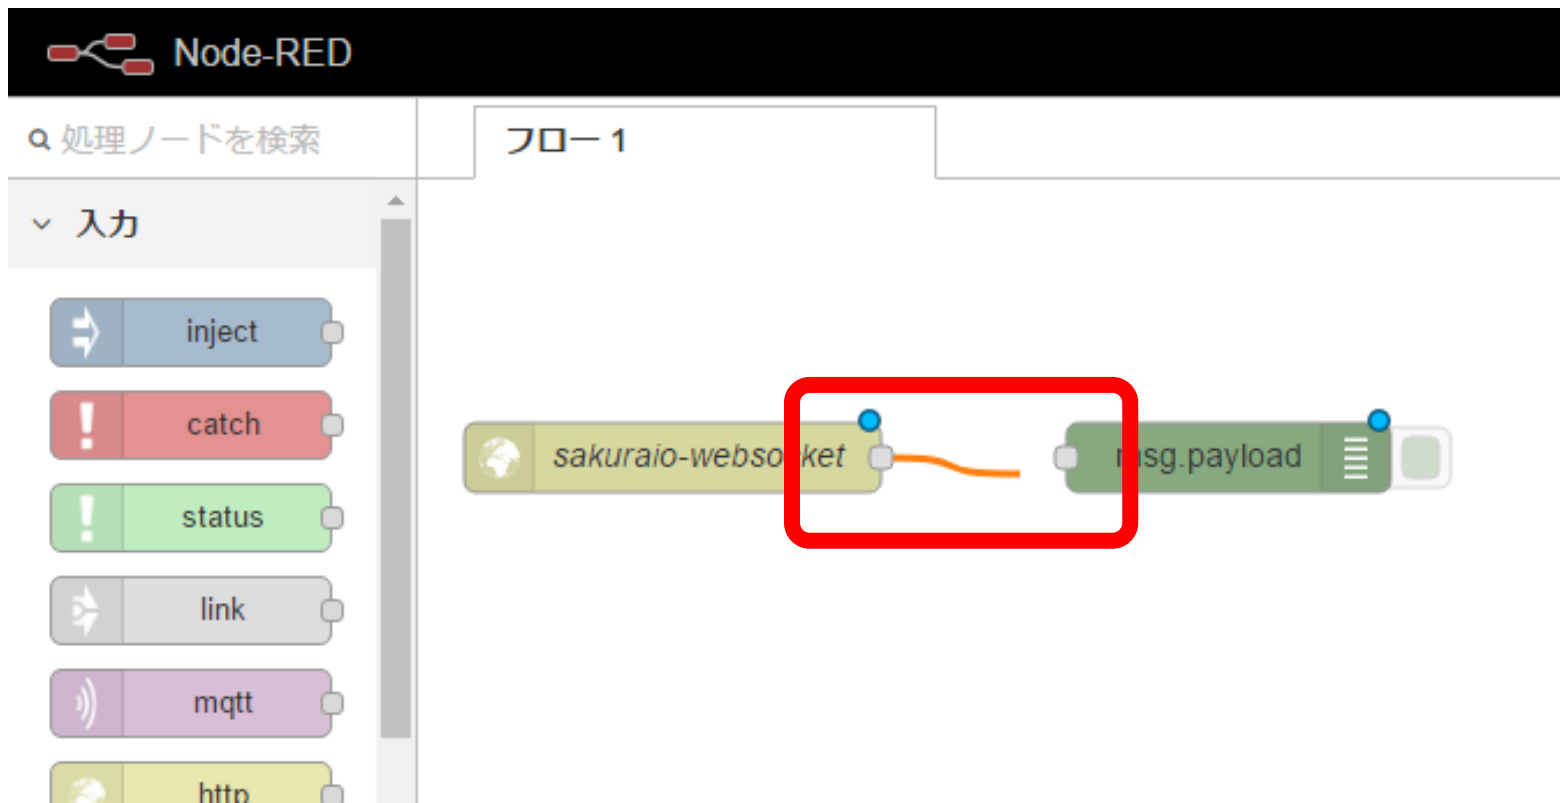 Node-RED
処理ノードを検索
フロー 1
入力
inject
catch
sakuraio-websocket
msg.payload
status
link
mqtt
http